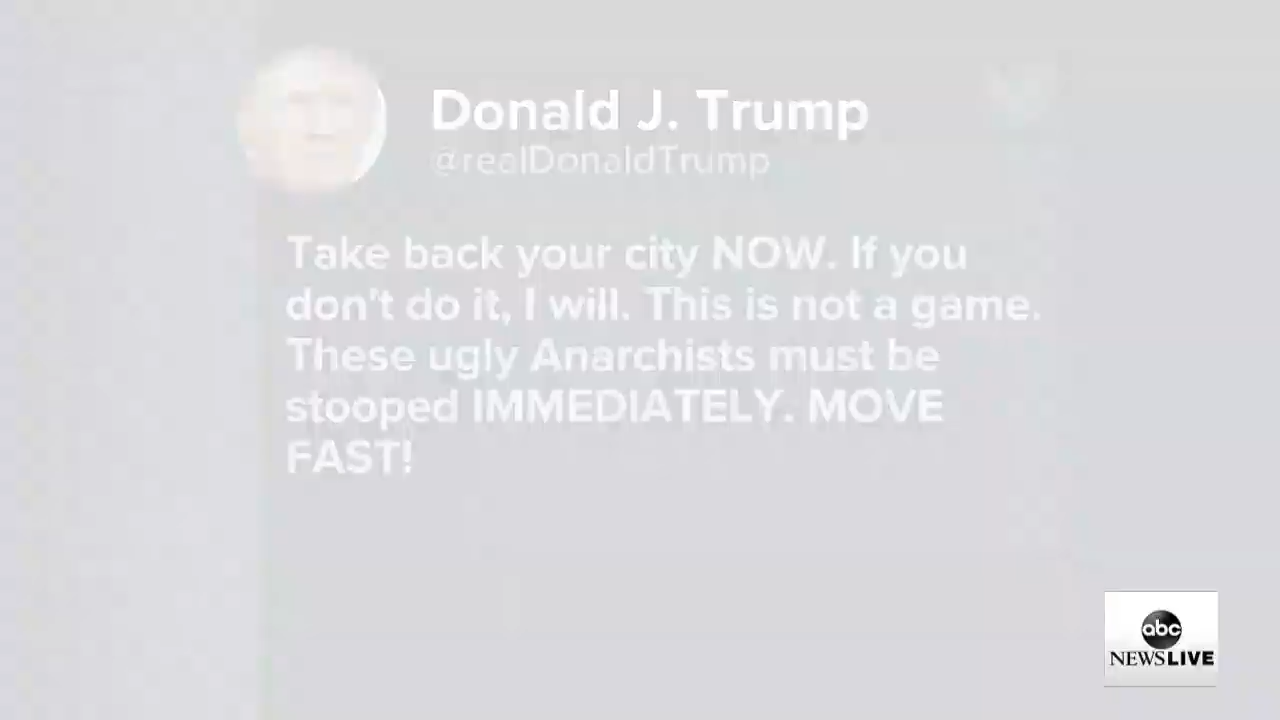 Donald J. Trump
@realDonaldTrump
Take back your city NOW. If you
don't do it, I will. This is not a game.
These ugly Anarchists must be
stooped IMMEDIATELY. MOVE
FAST!
abc
NEWSLIVE